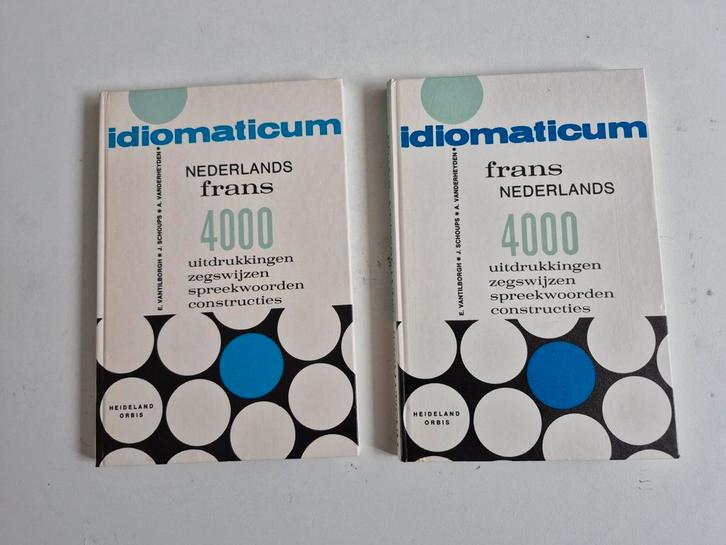 idiomaticum
NEDERLANDS
frans
4000
uitdrukkingen
zegswijzen
spreekwoorden
constructies
E. VANTILBORGH * J. SCHOUPS * A. VANDERHEYDEN *
HEIDELAND
ORBIS
idiomaticum
frans
NEDERLANDS
4000
uitdrukkingen
zegswijzen
spreekwoorden
constructies
E. VANTILBORGH * J. SCHOUPS * A. VANDERHEYDEN *
HEIDELAND
ORBIS